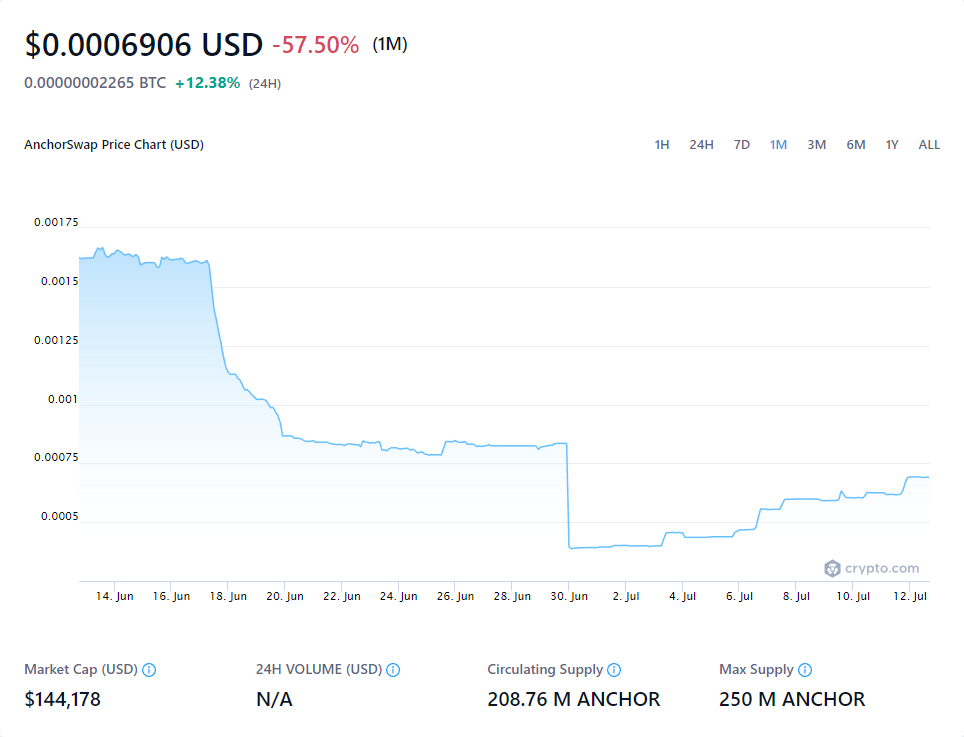 $0.0006906 USD -57.50% (1M)
0.00000002265 BTC +12.38% (24H)
AnchorSwap Price Chart (USD) 1H 24H 7D 1M 3M 6M 1Y ALL
0.00175
0.0015
0.00125
0.001
0.00075
0.0005
crypto.com
14. Jun 16. Jun 18. Jun 20. Jun 22. Jun 24. Jun 26. Jun 28. Jun 30. Jun 2. Jul 4. Jul 6. Jul 8. Jul 10. Jul 12. Jul
Market Cap (USD) 24H VOLUME (USD) Circulating Supply Max Supply
$144,178 N/A 208.76 M ANCHOR 250 M ANCHOR